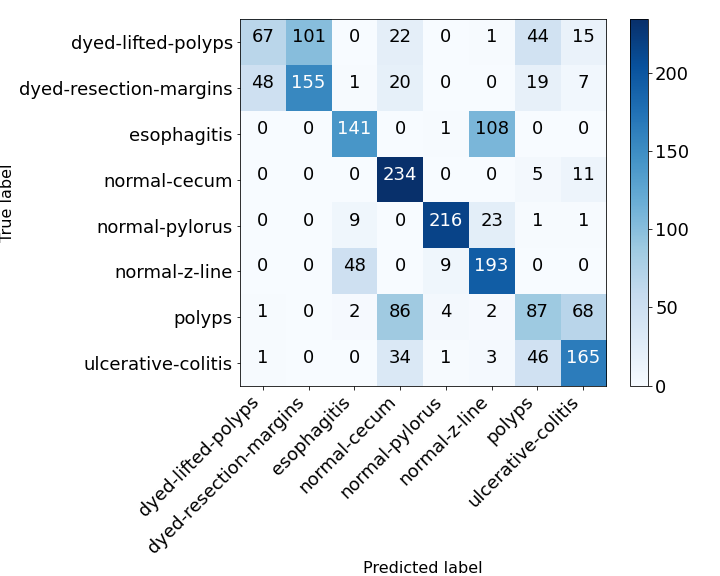 dyed-lifted-polyps 67 101 0 22 0 1 44 15
dyed-resection-margins 48 155 1 20 0 0 19 7
esophagitis 0 0 141 0 1 108 0 0
normal-cecum 0 0 0 234 0 0 5 11
normal-pylorus 0 0 9 0 216 23 1 1
normal-z-line 0 0 48 0 9 193 0 0
polyps 1 0 2 86 4 2 87 68
ulcerative-colitis 1 0 0 34 1 3 46 165
True label
dyed-lifted-polyps
dyed-resection-margins
esophagitis
normal-cecum
normal-pylorus
normal-z-line
polyps
ulcerative-colitis
Predicted label
200
150
100
50
0